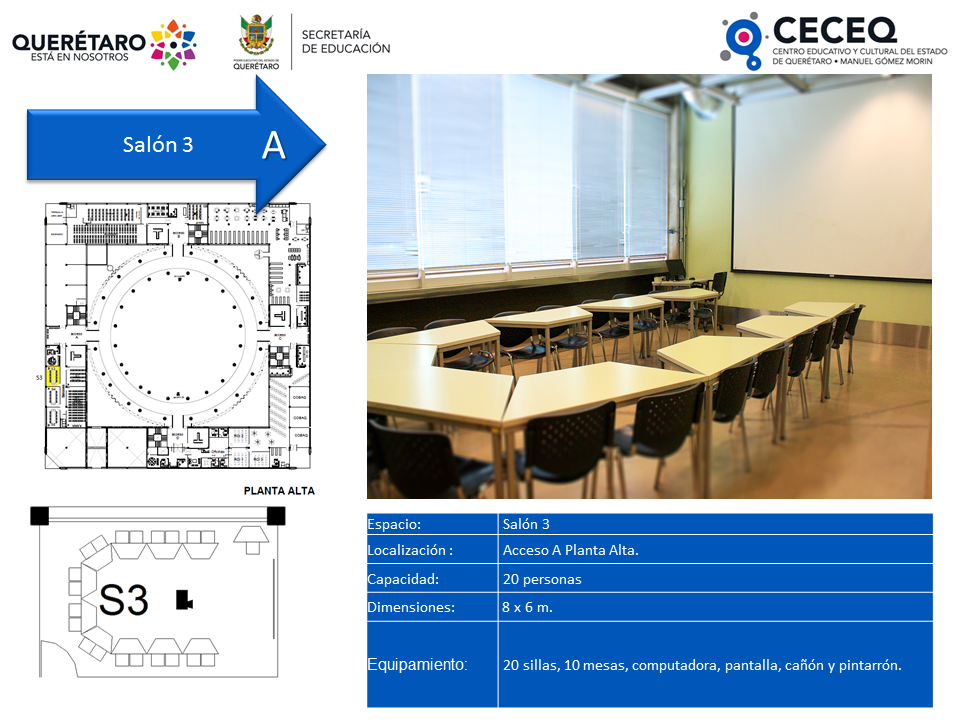 QUERÉTARO
ESTÁ EN NOSOTROS
PODER EJECUTIVO DEL ESTADO DE
QUERÉTARO
SECRETARÍA
DE EDUCACIÓN
CECEQ
CENTRO EDUCATIVO Y CULTURAL DEL ESTADO
DE QUERÉTARO • MANUEL GÓMEZ MORIN
Salón 3 A
S3
COBAQ
COBAQ
COBAQ
Oficinas
PLANTA ALTA
S3
Espacio: Salón 3
Localización : Acceso A Planta Alta.
Capacidad: 20 personas
Dimensiones: 8 x 6 m.
Equipamiento: 20 sillas, 10 mesas, computadora, pantalla, cañón y pintarrón.